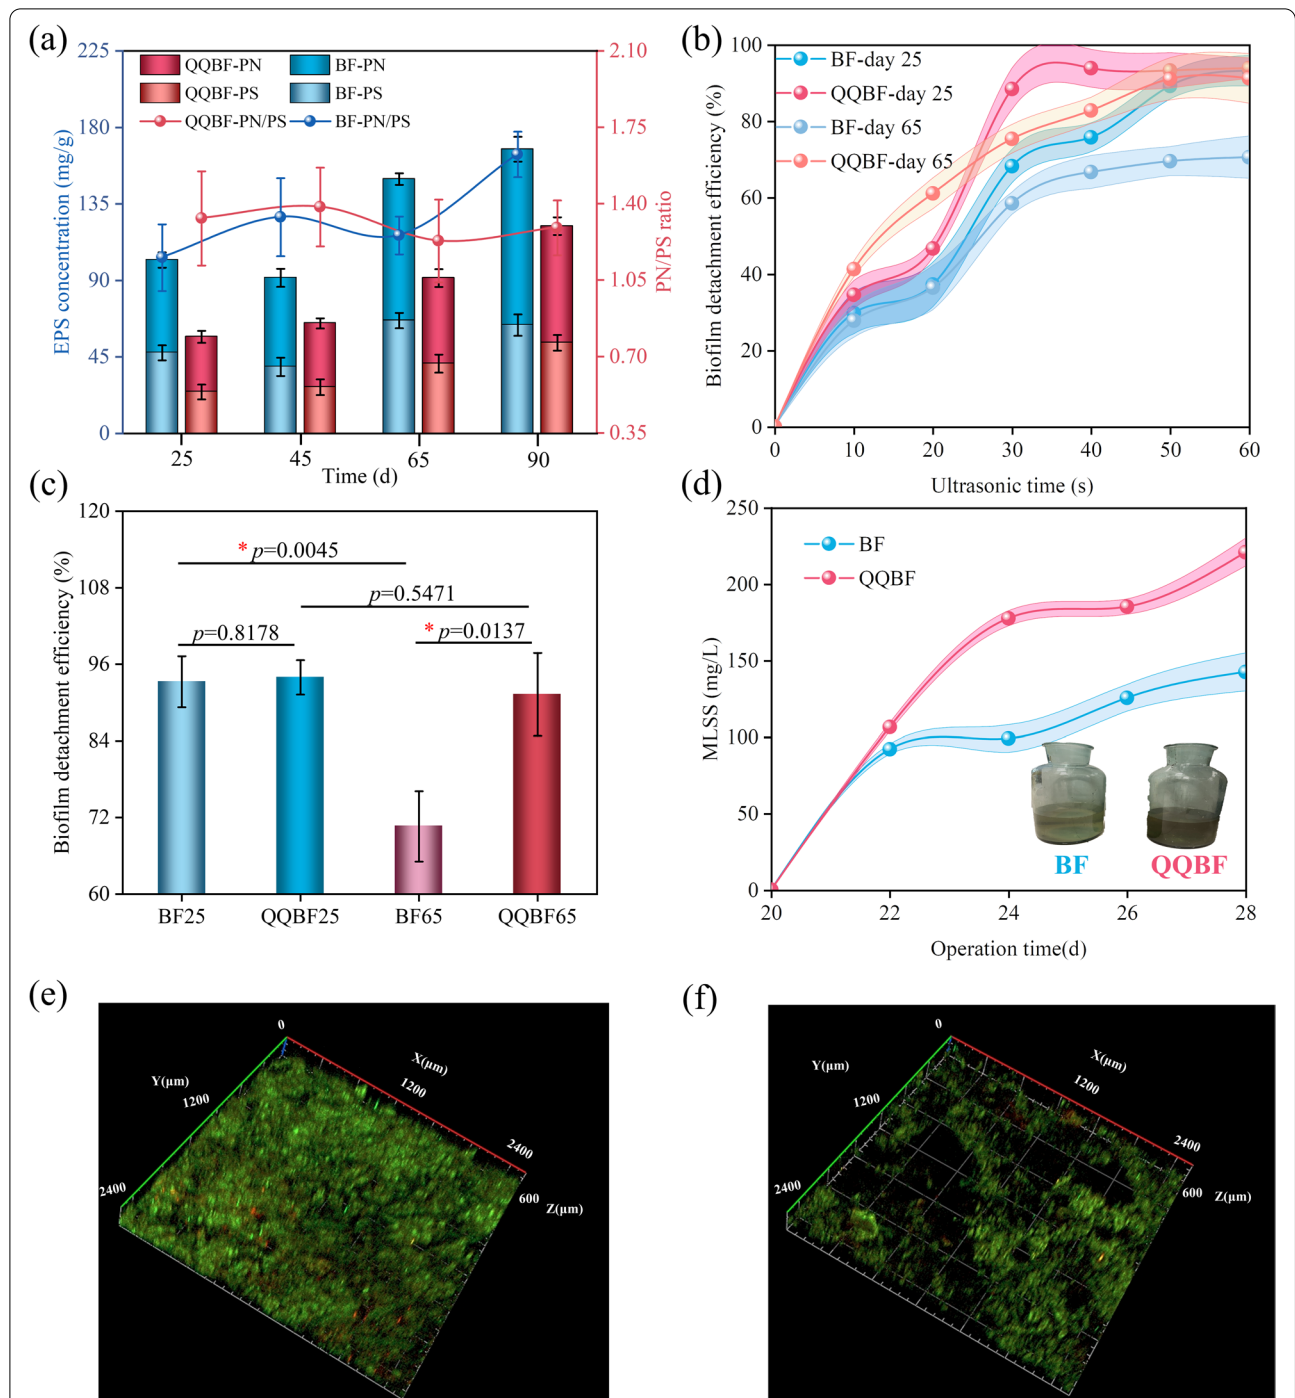 (a)
225
180
135
90
45
0
EPS concentration (mg/g)
QQBF-PN
BF-PN
QQBF-PS
BF-PS
QQBF-PN/PS
BF-PN/PS
2.10
1.75
1.40
1.05
0.70
0.35
PN/PS ratio
25
45
65
90
Time (d)
(b)
100
80
60
40
20
0
Biofilm detachment efficiency (%)
BF-day 25
QQBF-day 25
BF-day 65
QQBF-day 65
0
10
20
30
40
50
60
Ultrasonic time (s)
(c)
120
108
96
84
72
60
Biofilm detachment efficiency (%)
* p=0.0045
p=0.5471
p=0.8178
* p=0.0137
BF25
QQBF25
BF65
QQBF65
(d)
250
200
150
100
50
0
MLSS (mg/L)
BF
QQBF
BF
QQBF
20
22
24
26
28
Operation time(d)
(e)
0
X(μm)
Y(μm)
1200
1200
2400
2400
600
Z(μm)
(f)
0
X(μm)
Y(μm)
1200
1200
2400
2400
600
Z(μm)